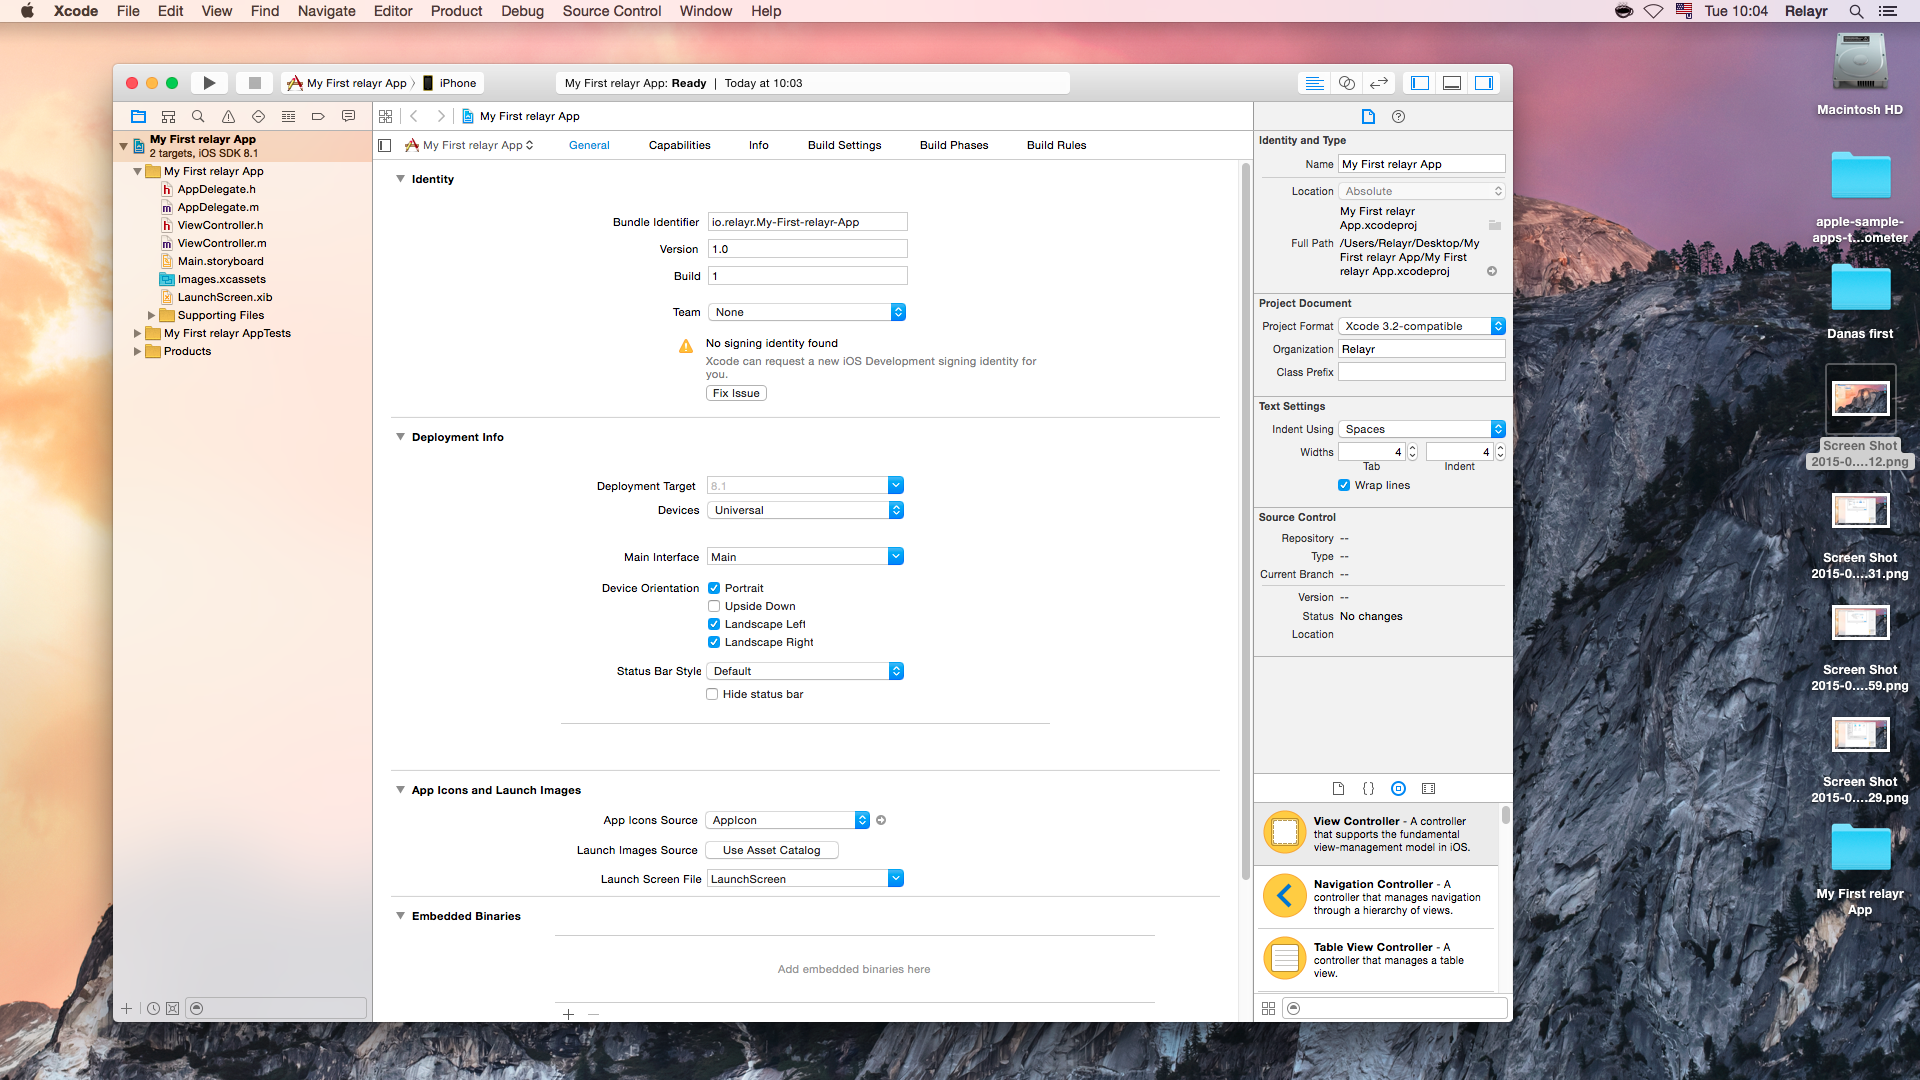 Xcode File Edit View Find Navigate Editor Product Debug Source Control Window Help
Tue 10:04 Relayr
My First relayr App iPhone
My First relayr App: Ready | Today at 10:03
My First relayr App
2 targets, iOS SDK 8.1
My First relayr App
AppDelegate.h
AppDelegate.m
ViewController.h
ViewController.m
Main.storyboard
Images.xcassets
LaunchScreen.xib
Supporting Files
My First relayr AppTests
Products
My First relayr App
My First relayr App General Capabilities Info Build Settings Build Phases Build Rules
Identity
Bundle Identifier io.relayr.My-First-relayr-App
Version 1.0
Build 1
Team None
No signing identity found
Xcode can request a new iOS Development signing identity for
you.
Fix Issue
Deployment Info
Deployment Target 8.1
Devices Universal
Main Interface Main
Device Orientation Portrait
Upside Down
Landscape Left
Landscape Right
Status Bar Style Default
Hide status bar
App Icons and Launch Images
App Icons Source AppIcon
Launch Images Source Use Asset Catalog
Launch Screen File LaunchScreen
Embedded Binaries
Add embedded binaries here
Identity and Type
Name My First relayr App
Location Absolute
My First relayr
App.xcodeproj
Full Path /Users/Relayr/Desktop/My
First relayr App/My First
relayr App.xcodeproj
Project Document
Project Format Xcode 3.2-compatible
Organization Relayr
Class Prefix
Text Settings
Indent Using Spaces
Widths 4 4
Tab Indent
Wrap lines
Source Control
Repository --
Type --
Current Branch --
Version --
Status No changes
Location
View Controller - A controller
that supports the fundamental
view-management model in iOS.
Navigation Controller - A
controller that manages navigation
through a hierarchy of views.
Table View Controller - A
controller that manages a table
view.
Macintosh HD
apple-sample-
apps-t...ometer
Danas first
Screen Shot
2015-0....12.png
Screen Shot
2015-0....31.png
Screen Shot
2015-0....59.png
Screen Shot
2015-0....29.png
My First relayr
App